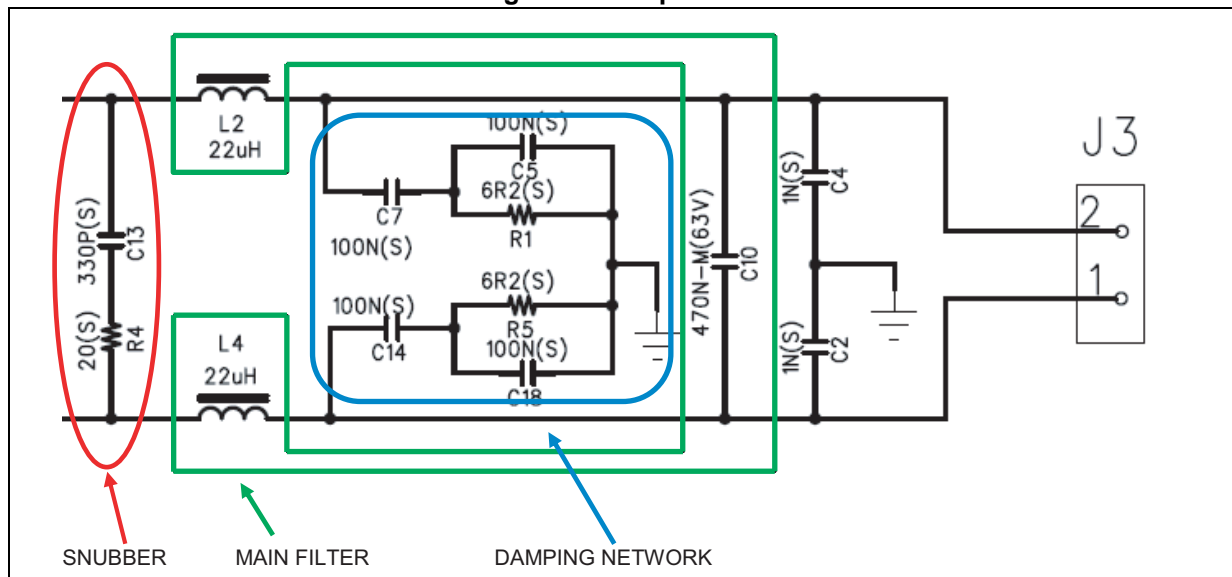 L2
22uH
100N(S)
C5
6R2(S)
R1
C7
100N(S)
330P(S)
C13
20(S)
R4
L4
22uH
100N(S)
C14
6R2(S)
R5
100N(S)
C18
470N-M(63V)
C10
1N(S)
C4
1N(S)
C2
J3
2
1
SNUBBER
MAIN FILTER
DAMPING NETWORK